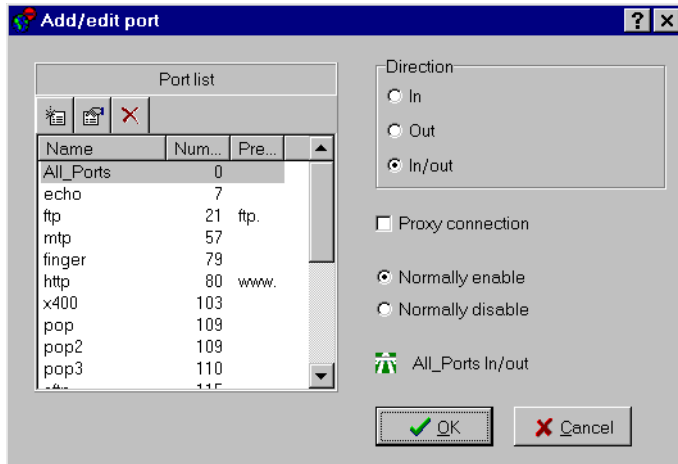 Add/edit port
Port list
Name Num... Pre...
All_Ports 0
echo 7
ftp 21 ftp.
mtp 57
finger 79
http 80 www.
x400 103
pop 109
pop2 109
pop3 110
Direction
In
Out
In/out
Proxy connection
Normally enable
Normally disable
All_Ports In/out
OK
Cancel